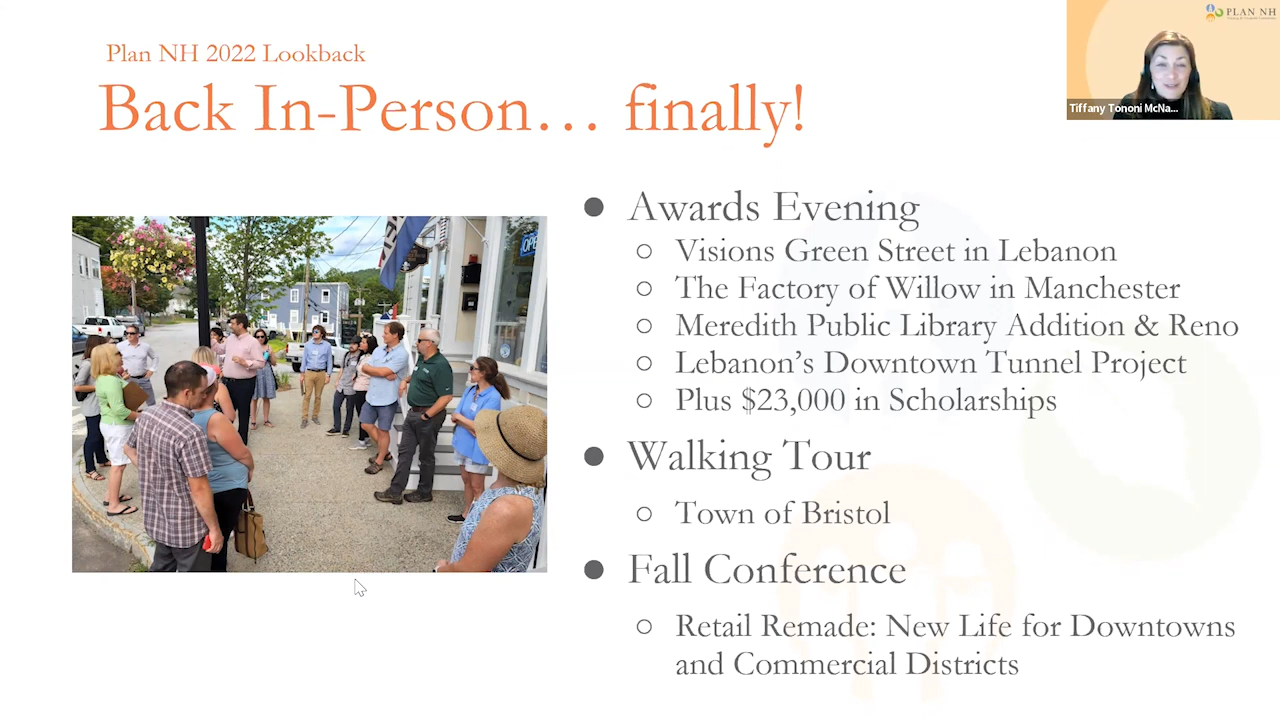 Plan NH 2022 Lookback
Back In-Person… finally!
PLAN NH
Tiffany Tononi McNa...
● Awards Evening
○ Visions Green Street in Lebanon
○ The Factory of Willow in Manchester
○ Meredith Public Library Addition & Reno
○ Lebanon’s Downtown Tunnel Project
○ Plus $23,000 in Scholarships
● Walking Tour
○ Town of Bristol
● Fall Conference
○ Retail Remade: New Life for Downtowns
and Commercial Districts